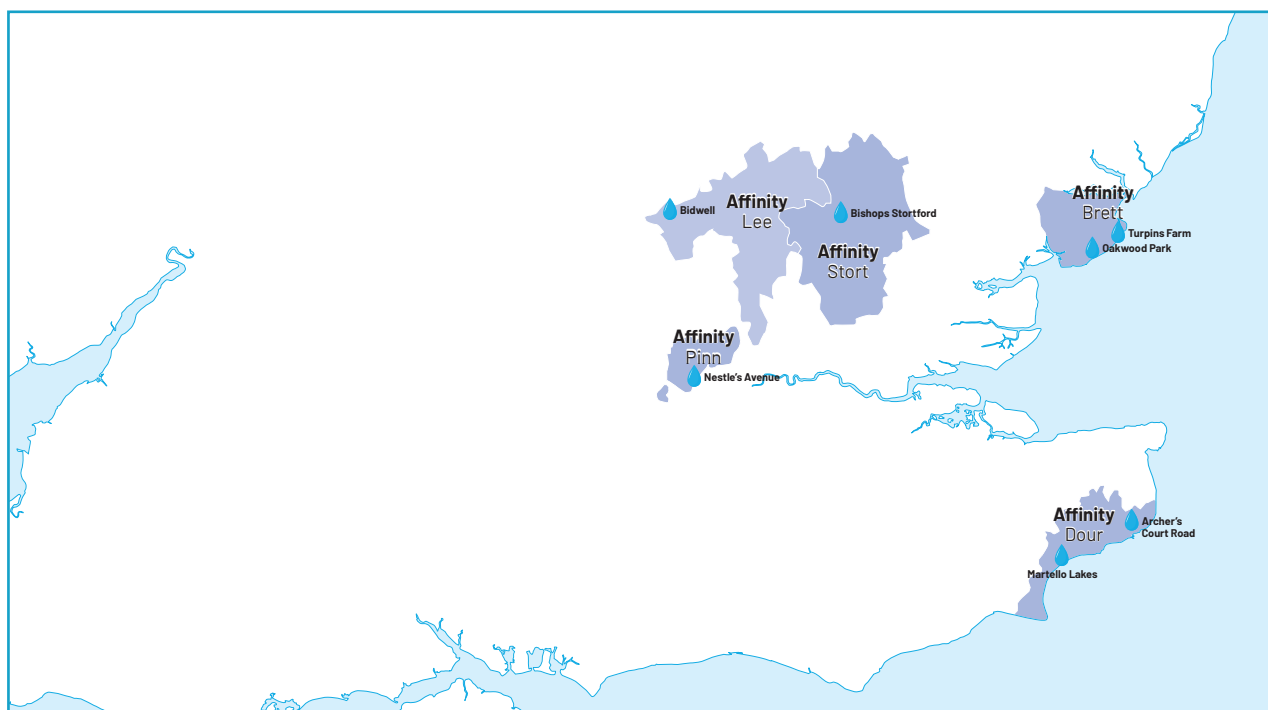 Affinity
Lee
Bidwell
Bishops Stortford
Affinity
Stort
Affinity
Brett
Turpins Farm
Oakwood Park
Affinity
Pinn
Nestle's Avenue
Affinity
Dour
Archer's
Court Road
Martello Lakes